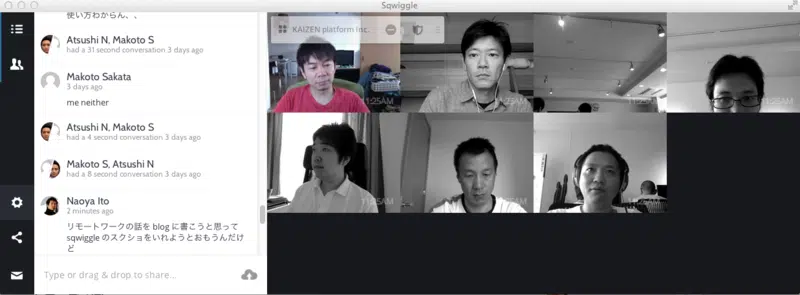 Sqwiggle
使い方わからん、、
Atsushi N, Makoto S
had a 31 second conversation 3 days ago
Makoto Sakata
3 days ago
me neither
Atsushi N, Makoto S
had a 4 second conversation 3 days ago
Makoto S, Atsushi N
had a 8 second conversation 3 days ago
Naoya Ito
2 minutes ago
リモートワークの話を blog に書こうと思って
sqwiggle のスクショをいれようとおもうんだけ
ど
Type or drag & drop to share...
KAIZEN platform Inc.
4
11:25AM
11:25AM
11:25AM
11:25AM
11:25AM
11:25AM